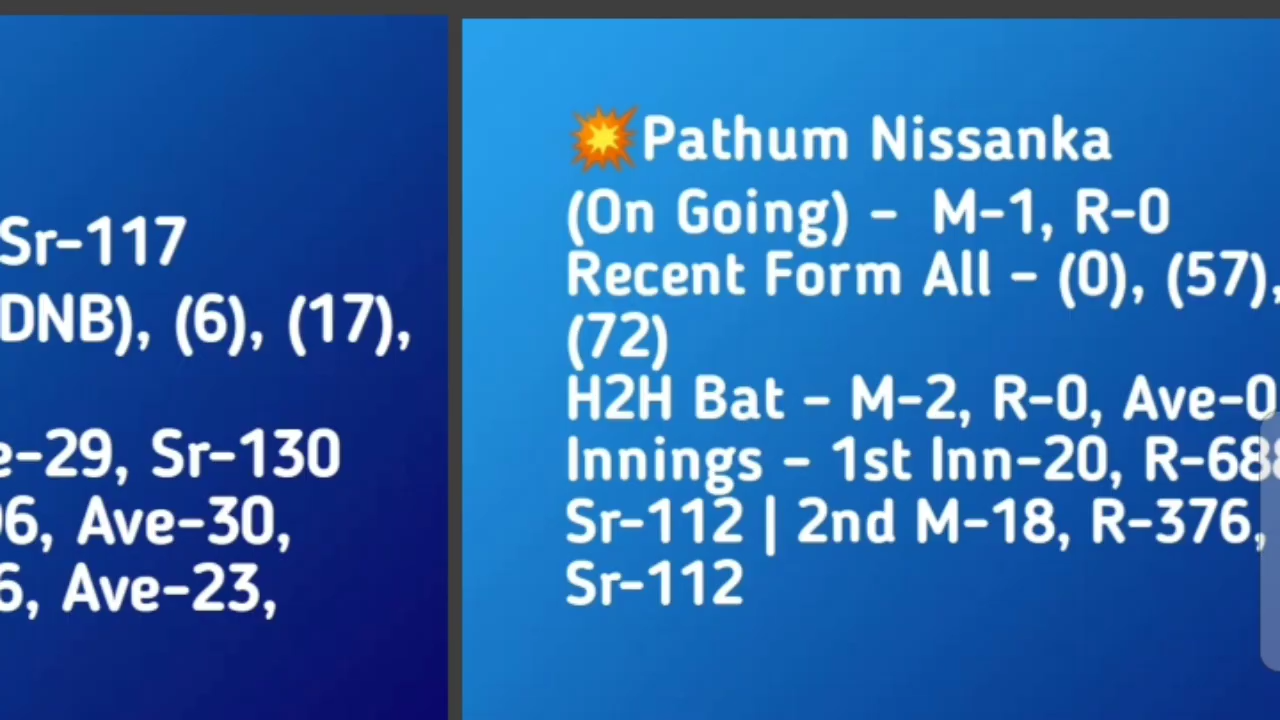 Sr-117
DNB), (6), (17),
e-29, Sr-130
6, Ave-30,
6, Ave-23,
💥Pathum Nissanka
(On Going) - M-1, R-0
Recent Form All - (0), (57),
(72)
H2H Bat - M-2, R-0, Ave-0
Innings - 1st Inn-20, R-688
Sr-112 | 2nd M-18, R-376,
Sr-112